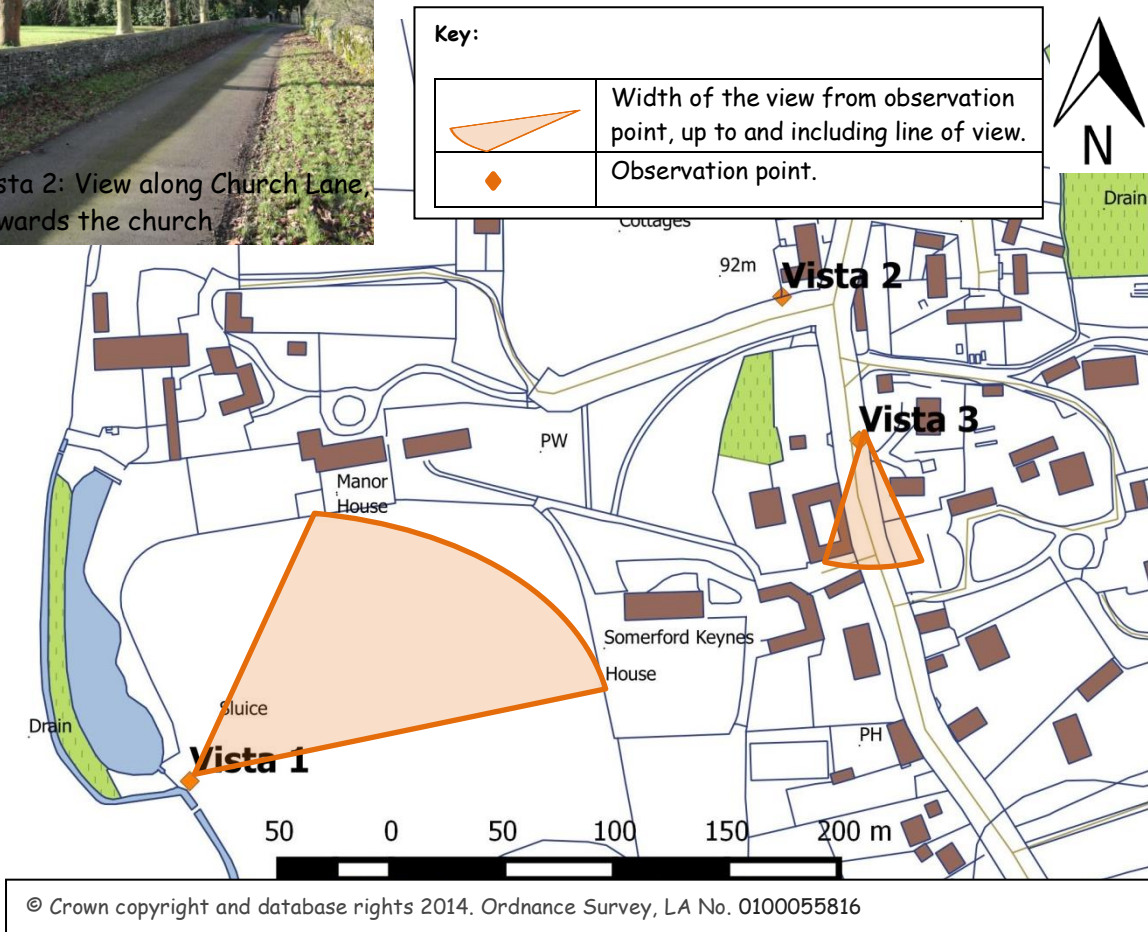 sta 2: View along Church Lane,
wards the church
Key:
Width of the view from observation
point, up to and including line of view.
Observation point.
N
Drain
Cottages
92m
Vista 2
Vista 3
PW
Manor
House
Somerford Keynes
House
Sluice
Drain
Vista 1
PH
50 0 50 100 150 200 m
© Crown copyright and database rights 2014. Ordnance Survey, LA No. 0100055816